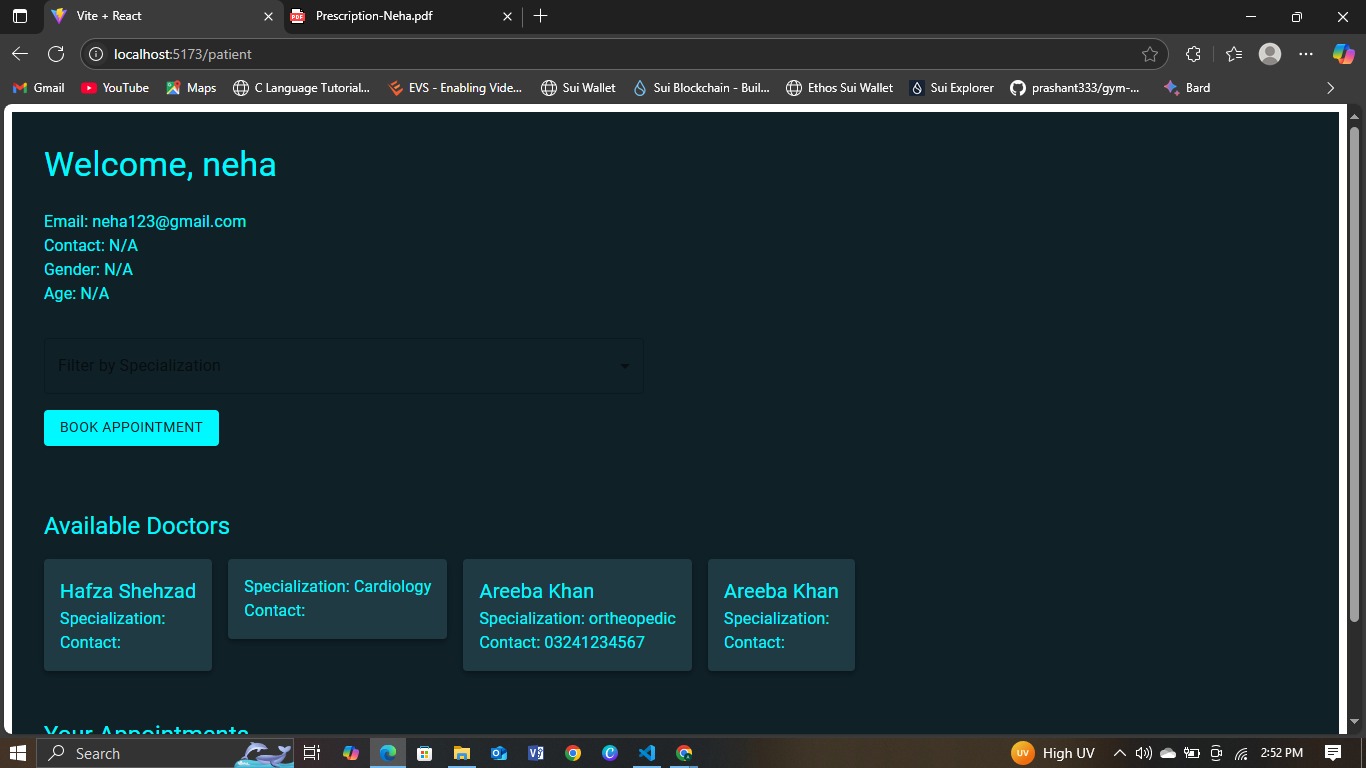 Vite + React
Prescription-Neha.pdf
localhost:5173/patient
Gmail
YouTube
Maps
C Language Tutorial...
EVS - Enabling Vide...
Sui Wallet
Sui Blockchain - Buil...
Ethos Sui Wallet
Sui Explorer
prashant333/gym-...
Bard
Welcome, neha
Email: neha123@gmail.com
Contact: N/A
Gender: N/A
Age: N/A
Filter by Specialization
BOOK APPOINTMENT
Available Doctors
Hafza Shehzad
Specialization:
Contact:
Specialization: Cardiology
Contact:
Areeba Khan
Specialization: ortheopedic
Contact: 03241234567
Areeba Khan
Specialization:
Contact:
Your Appointments
Search
UV
High UV
2:52 PM